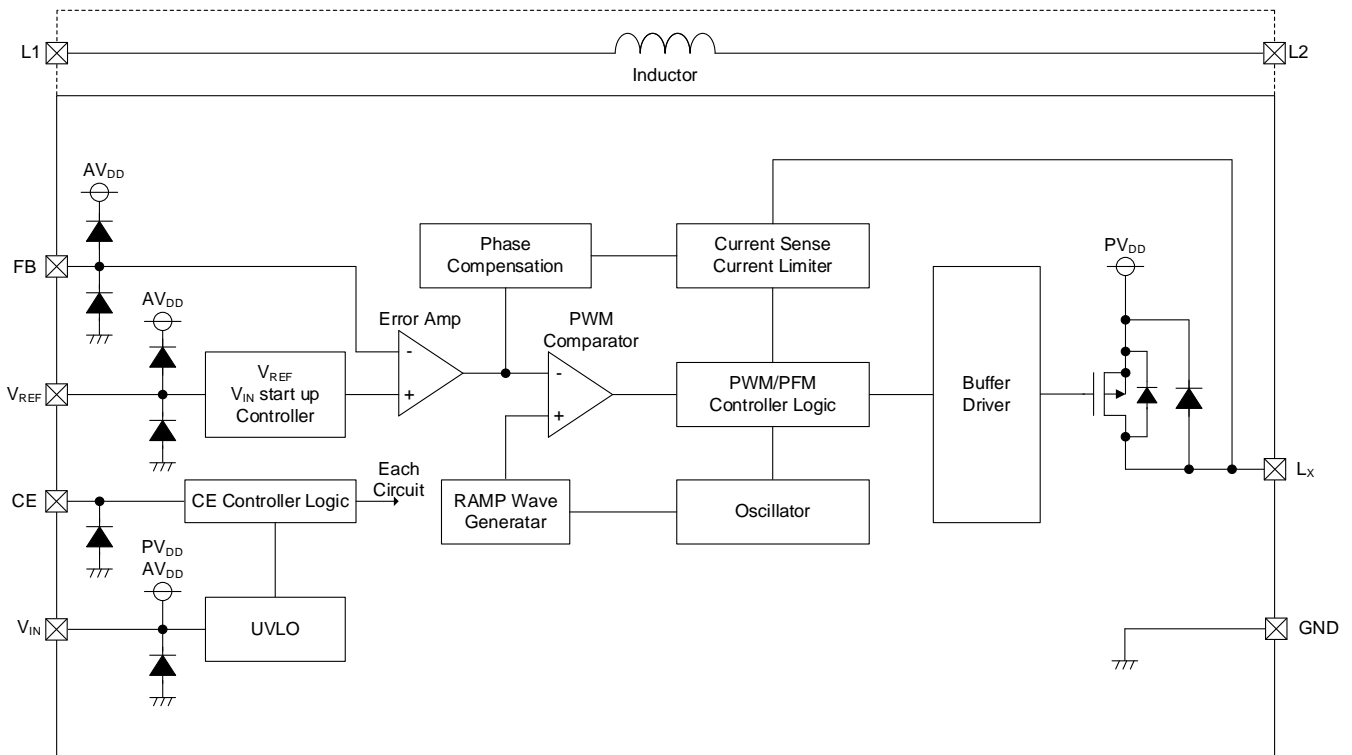 L1
L2
Inductor
AVDD
FB
AVDD
Phase
Compensation
Current Sense
Current Limiter
PVDD
Error Amp
PWM
Comparator
-
+
-
+
VREF
VREF
VIN start up
Controller
PWM/PFM
Controller Logic
Buffer
Driver
Each
Circuit
CE
CE Controller Logic
RAMP Wave
Generatar
Oscillator
LX
PVDD
AVDD
VIN
UVLO
GND